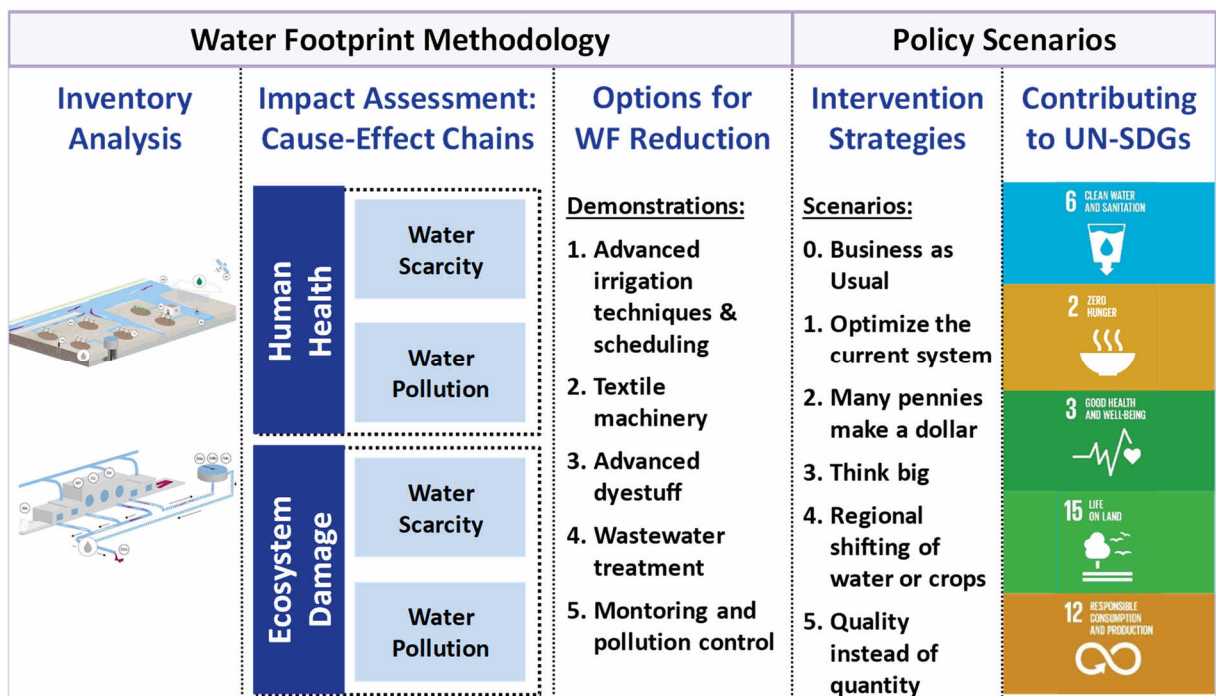 Water Footprint Methodology
Policy Scenarios
Inventory
Analysis
Impact Assessment:
Cause-Effect Chains
Options for
WF Reduction
Intervention
Strategies
Contributing
to UN-SDGs
Human
Health
Water
Scarcity
Water
Pollution
Ecosystem
Damage
Water
Scarcity
Water
Pollution
Demonstrations:
1. Advanced
irrigation
techniques &
scheduling
2. Textile
machinery
3. Advanced
dyestuff
4. Wastewater
treatment
5. Montoring and
pollution control
Scenarios:
0. Business as
Usual
1. Optimize the
current system
2. Many pennies
make a dollar
3. Think big
4. Regional
shifting of
water or crops
5. Quality
instead of
quantity
6 CLEAN WATER
AND SANITATION
2 ZERO
HUNGER
3 GOOD HEALTH
AND WELL-BEING
15 LIFE
ON LAND
12 RESPONSIBLE
CONSUMPTION
AND PRODUCTION